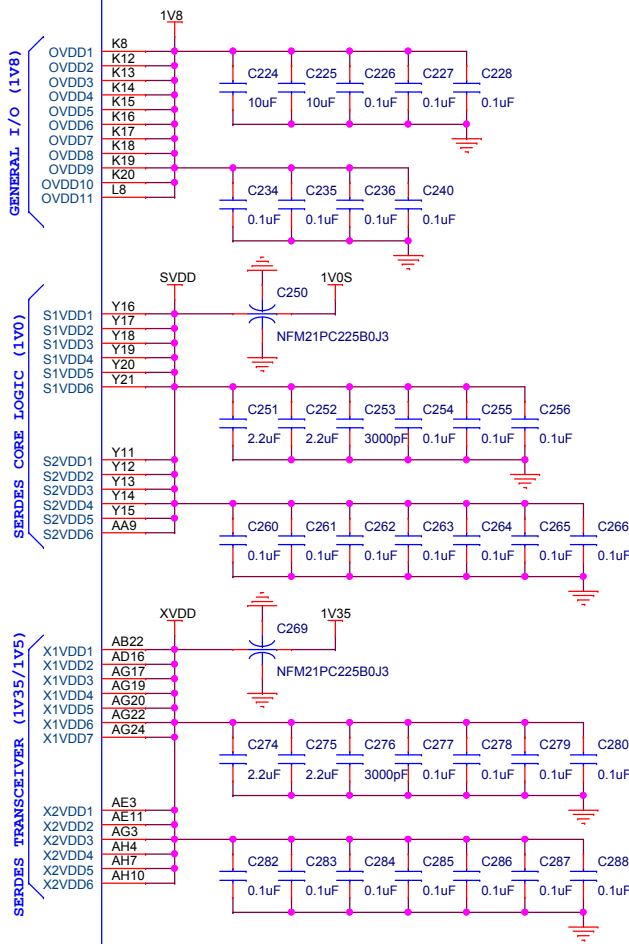 1V8
GENERAL I/O (1V8)
OVDD1 K8
OVDD2 K12
OVDD3 K13
OVDD4 K14
OVDD5 K15
OVDD6 K16
OVDD7 K17
OVDD8 K18
OVDD9 K19
OVDD10 K20
OVDD11 L8
C224 C225 C226 C227 C228
10uF 10uF 0.1uF 0.1uF 0.1uF
C234 C235 C236 C240
0.1uF 0.1uF 0.1uF 0.1uF
SVDD C250 1V0S
NFM21PC225B0J3
SERDES CORE LOGIC (1V0)
S1VDD1 Y16
S1VDD2 Y17
S1VDD3 Y18
S1VDD4 Y19
S1VDD5 Y20
S1VDD6 Y21
C251 C252 C253 C254 C255 C256
2.2uF 2.2uF 3000pF 0.1uF 0.1uF 0.1uF
S2VDD1 Y11
S2VDD2 Y12
S2VDD3 Y13
S2VDD4 Y14
S2VDD5 Y15
S2VDD6 AA9
C260 C261 C262 C263 C264 C265 C266
0.1uF 0.1uF 0.1uF 0.1uF 0.1uF 0.1uF 0.1uF
XVDD C269 1V35
NFM21PC225B0J3
SERDES TRANSCEIVER (1V35/1V5)
X1VDD1 AB22
X1VDD2 AD16
X1VDD3 AG17
X1VDD4 AG19
X1VDD5 AG20
X1VDD6 AG22
X1VDD7 AG24
C274 C275 C276 C277 C278 C279 C280
2.2uF 2.2uF 3000pF 0.1uF 0.1uF 0.1uF 0.1uF
X2VDD1 AE3
X2VDD2 AE11
X2VDD3 AG3
X2VDD4 AH4
X2VDD5 AH7
X2VDD6 AH10
C282 C283 C284 C285 C286 C287 C288
0.1uF 0.1uF 0.1uF 0.1uF 0.1uF 0.1uF 0.1uF